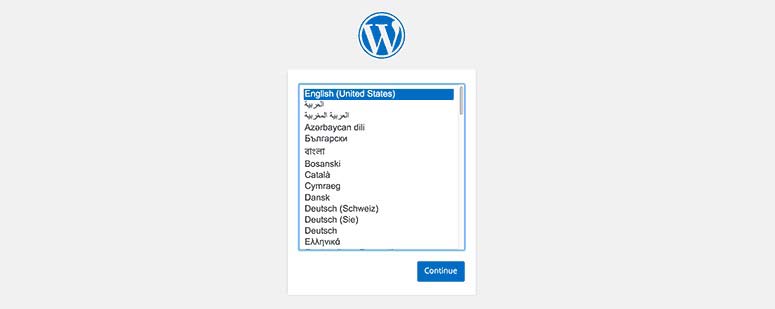 English (United States)
العربية
العربية المغربية
Azərbaycan dili
Български
বাংলা
Bosanski
Català
Cymraeg
Dansk
Deutsch (Schweiz)
Deutsch (Sie)
Deutsch
Ελληνικά
Continue